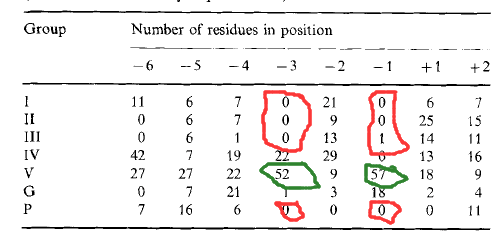 Group Number of residues in position
−6 −5 −4 −3 −2 −1 +1 +2
I 11 6 7 0 21 0 6 7
II 0 6 7 0 9 0 25 15
III 0 6 1 0 13 1 14 11
IV 42 7 19 22 29 0 13 16
V 27 27 22 52 9 57 18 9
G 0 7 21 1 3 18 2 4
P 7 16 6 0 0 0 0 11